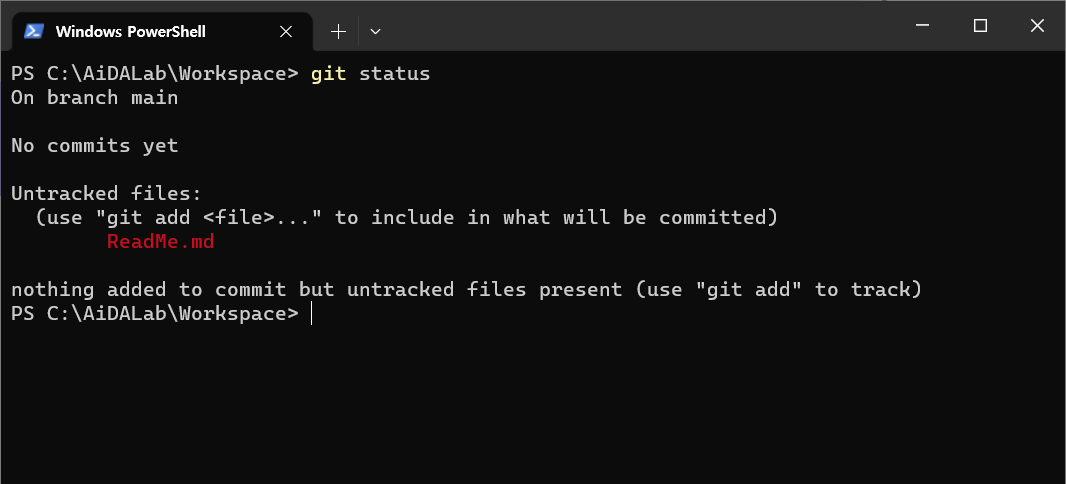 Windows PowerShell
PS C:\AiDALab\Workspace> git status
On branch main
No commits yet
Untracked files:
  (use "git add <file>..." to include in what will be committed)
        ReadMe.md
nothing added to commit but untracked files present (use "git add" to track)
PS C:\AiDALab\Workspace>